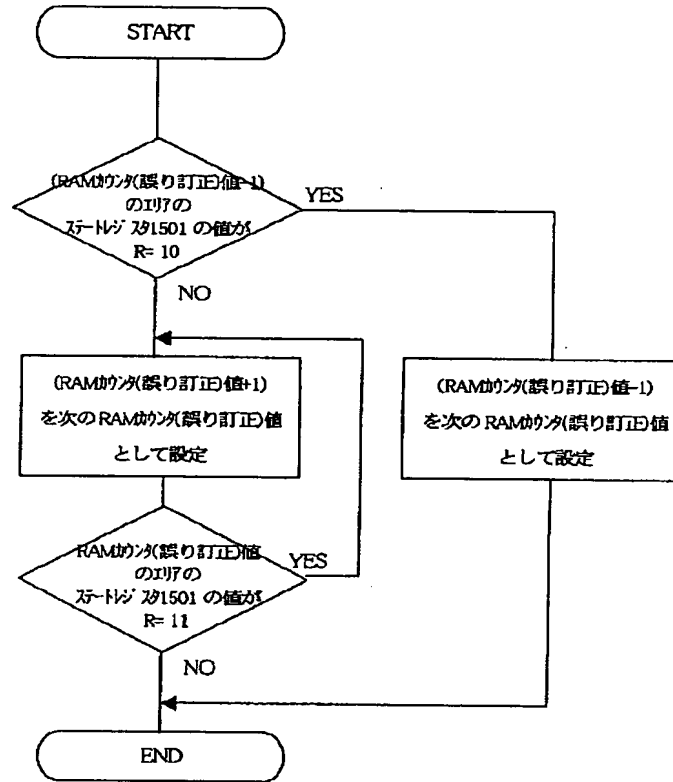 START
(RAMｶｳﾝﾀ(誤り訂正)値-1)
のｴﾘｱの
ｽﾃｰﾄﾚｼﾞｽﾀ1501 の値が
R= 10
YES
NO
(RAMｶｳﾝﾀ(誤り訂正)値+1)
を次の RAMｶｳﾝﾀ(誤り訂正)値
として設定
(RAMｶｳﾝﾀ(誤り訂正)値-1)
を次の RAMｶｳﾝﾀ(誤り訂正)値
として設定
RAMｶｳﾝﾀ(誤り訂正)値
のｴﾘｱの
ｽﾃｰﾄﾚｼﾞｽﾀ1501 の値が
R= 11
YES
NO
END